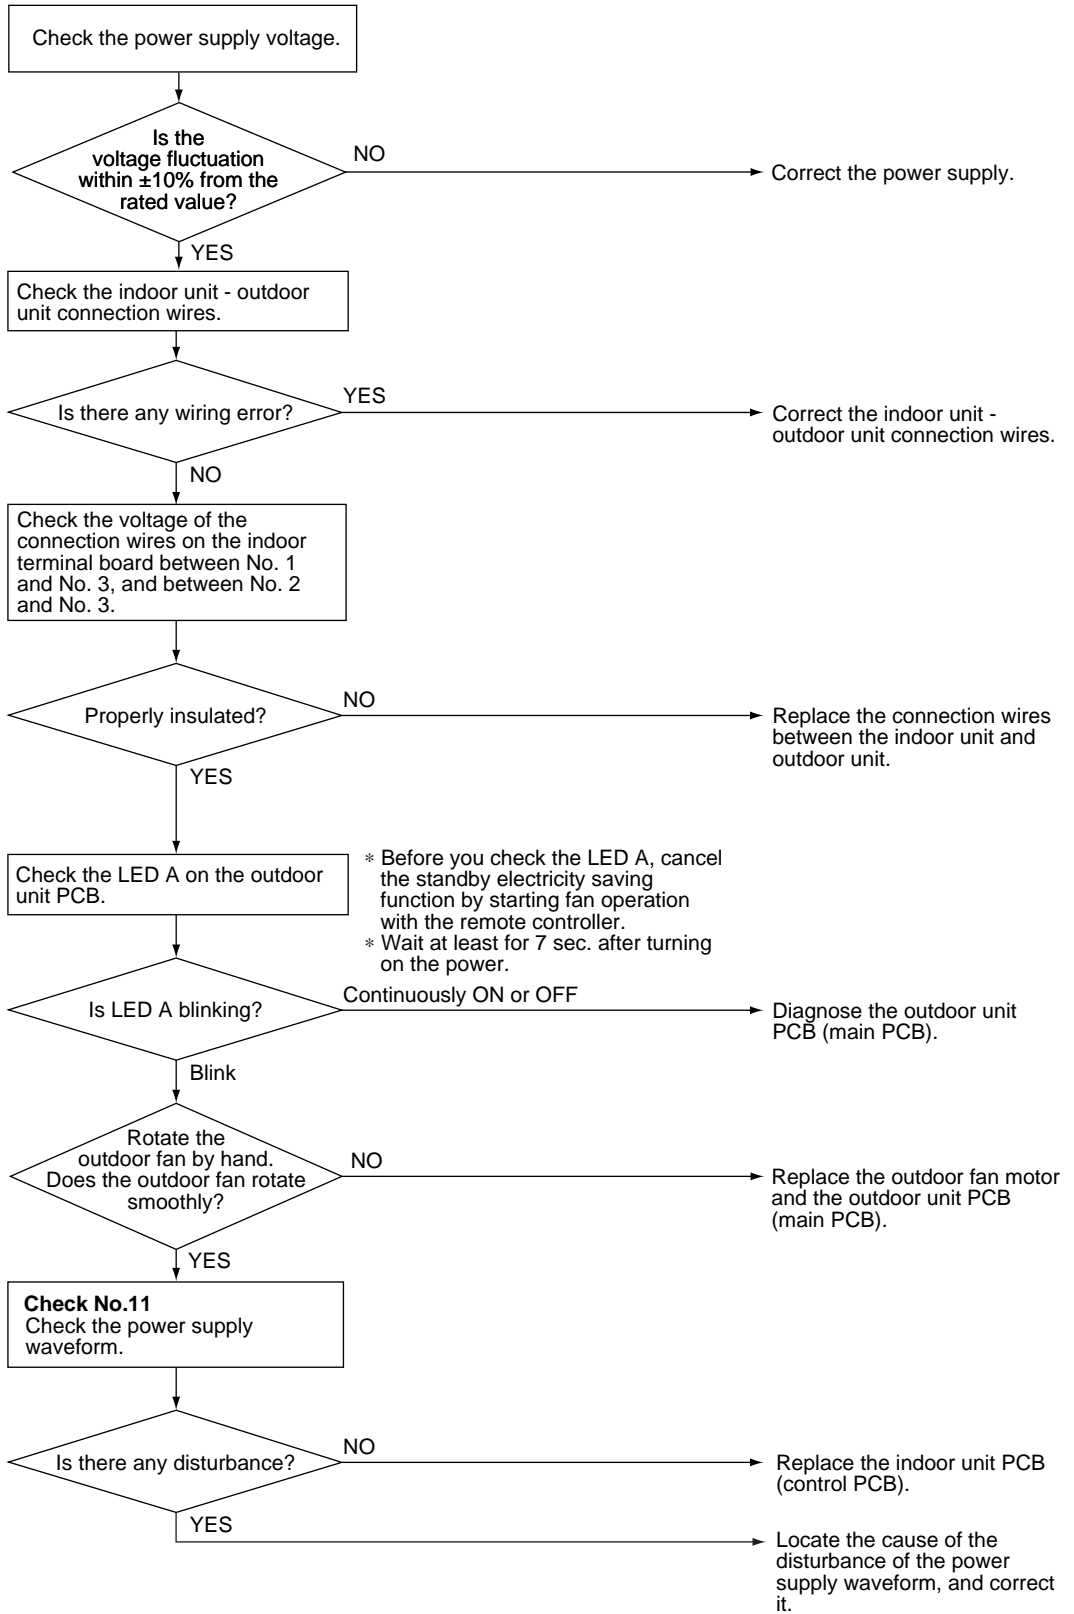 Check the power supply voltage.
Is the
voltage fluctuation
within ±10% from the
rated value?
NO
Correct the power supply.
YES
Check the indoor unit - outdoor
unit connection wires.
Is there any wiring error?
YES
Correct the indoor unit -
outdoor unit connection wires.
NO
Check the voltage of the
connection wires on the indoor
terminal board between No. 1
and No. 3, and between No. 2
and No. 3.
Properly insulated?
NO
Replace the connection wires
between the indoor unit and
outdoor unit.
YES
Check the LED A on the outdoor
unit PCB.
∗ Before you check the LED A, cancel
the standby electricity saving
function by starting fan operation
with the remote controller.
∗ Wait at least for 7 sec. after turning
on the power.
Is LED A blinking?
Continuously ON or OFF
Diagnose the outdoor unit
PCB (main PCB).
Blink
Rotate the
outdoor fan by hand.
Does the outdoor fan rotate
smoothly?
NO
Replace the outdoor fan motor
and the outdoor unit PCB
(main PCB).
YES
Check No.11
Check the power supply
waveform.
Is there any disturbance?
NO
Replace the indoor unit PCB
(control PCB).
YES
Locate the cause of the
disturbance of the power
supply waveform, and correct
it.